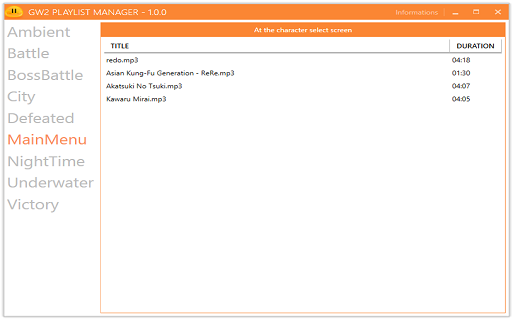 GW2 PLAYLIST MANAGER - 1.0.0
Informations
Ambient
Battle
BossBattle
City
Defeated
MainMenu
NightTime
Underwater
Victory
At the character select screen
TITLE DURATION
redo.mp3 04:18
Asian Kung-Fu Generation - ReRe.mp3 01:30
Akatsuki No Tsuki.mp3 04:07
Kawaru Mirai.mp3 04:05